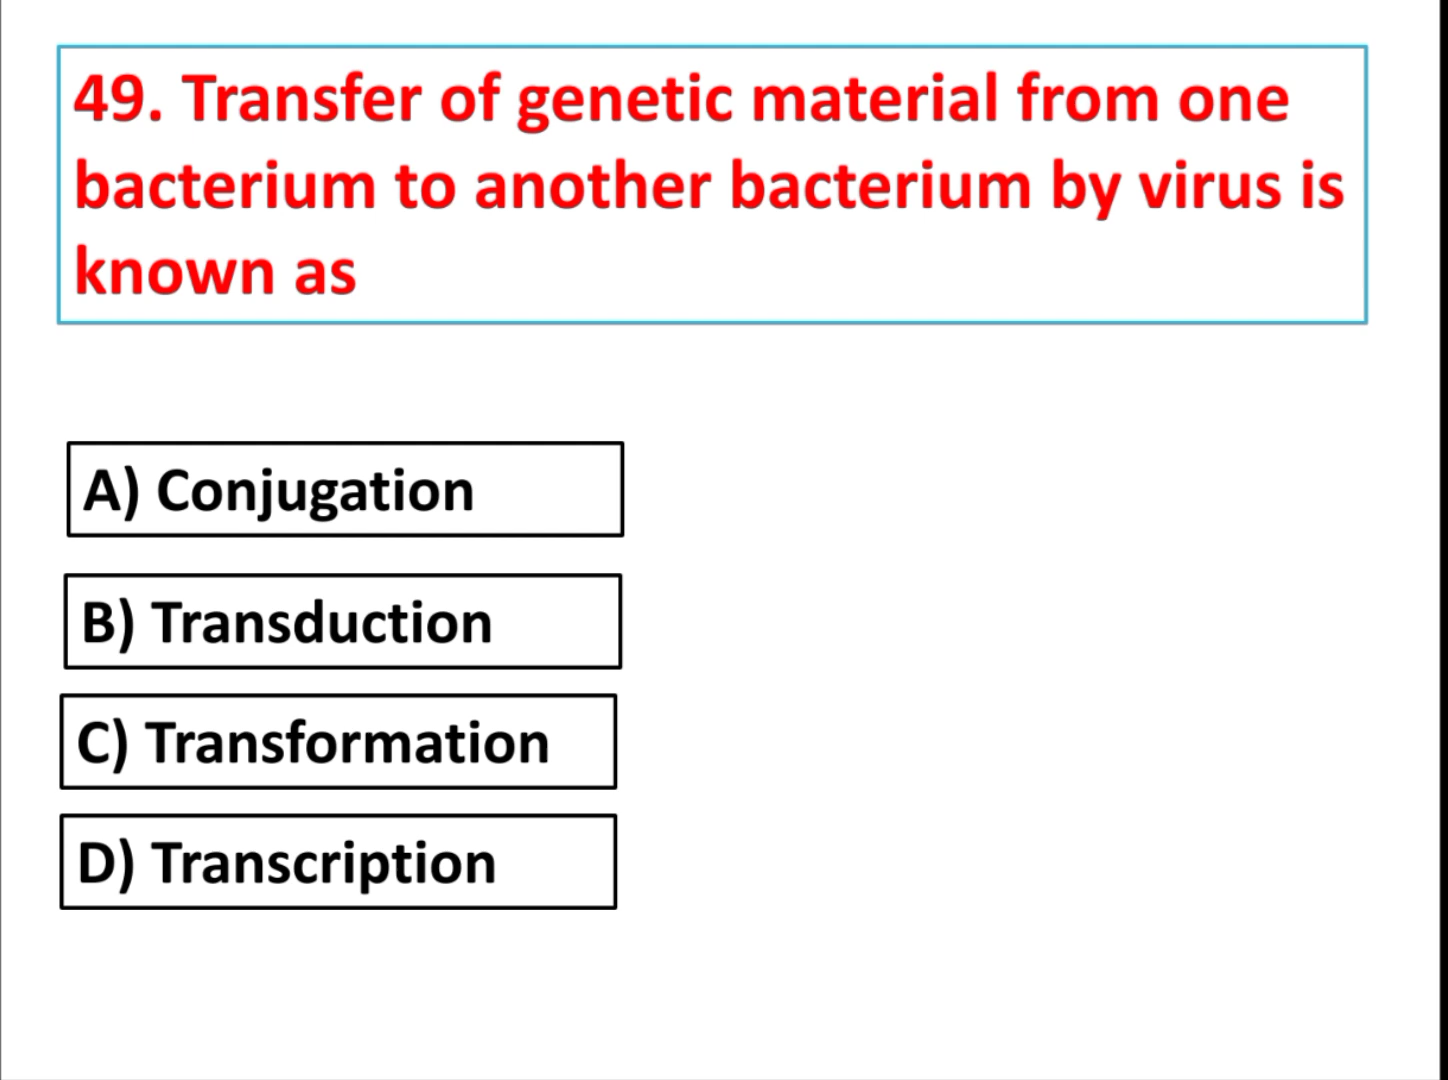 49. Transfer of genetic material from one
bacterium to another bacterium by virus is
known as
A) Conjugation
B) Transduction
C) Transformation
D) Transcription